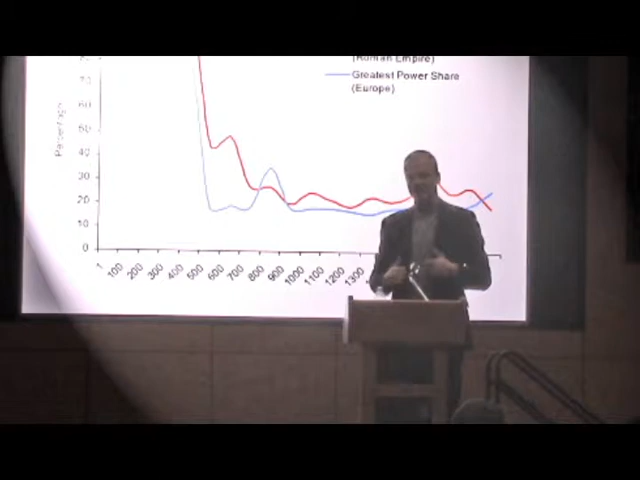 (Roman Empire)
Greatest Power Share
(Europe)
Percentage
60
50
40
30
20
10
0
1 100 200 300 400 500 600 700 800 900 1000 1100 1200 1300